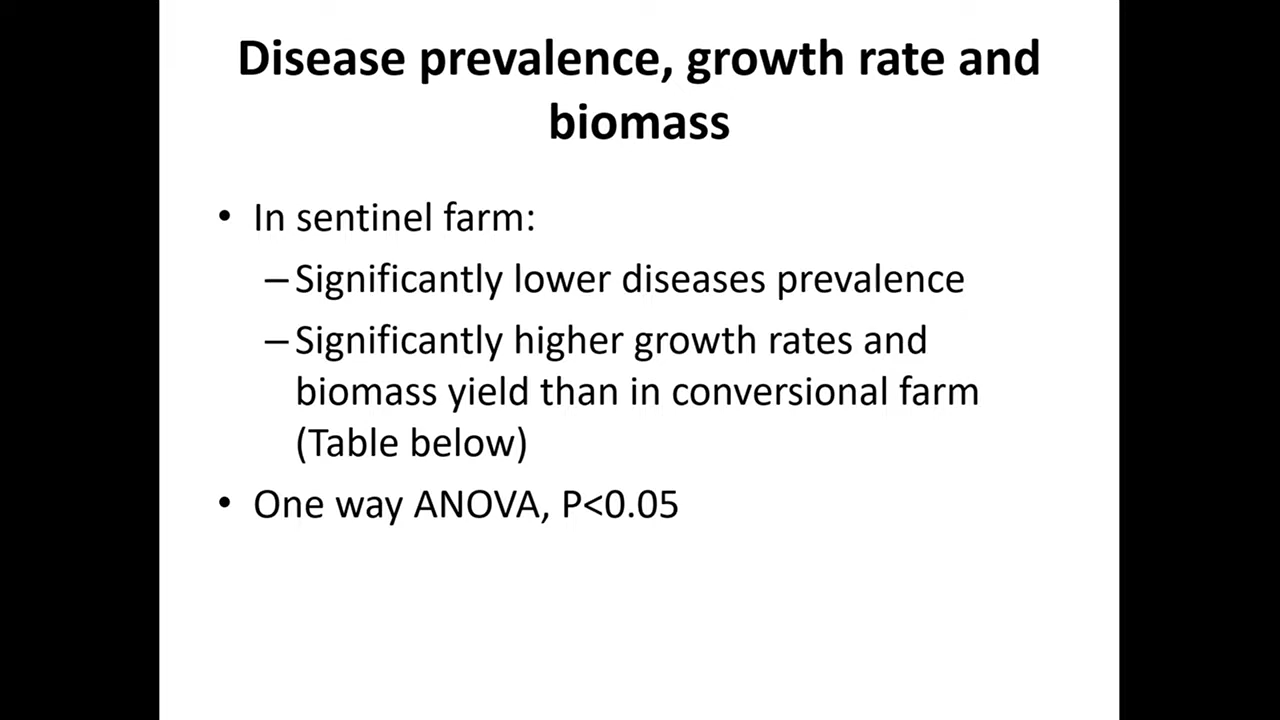 Disease prevalence, growth rate and
biomass
• In sentinel farm:
– Significantly lower diseases prevalence
– Significantly higher growth rates and
biomass yield than in conversional farm
(Table below)
• One way ANOVA, P<0.05